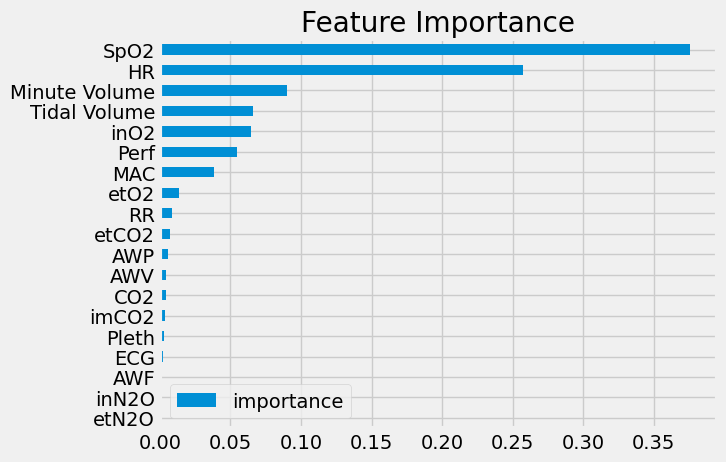 Feature Importance
SpO2
HR
Minute Volume
Tidal Volume
inO2
Perf
MAC
etO2
RR
etCO2
AWP
AWV
CO2
imCO2
Pleth
ECG
AWF
inN2O
etN2O
importance
0.00 0.05 0.10 0.15 0.20 0.25 0.30 0.35